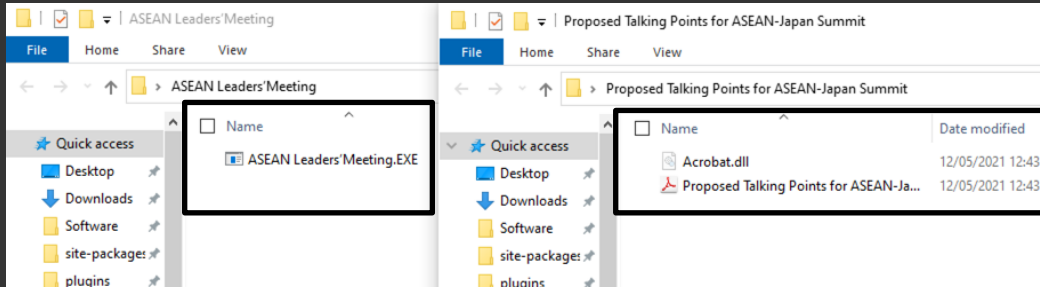 ASEAN Leaders'Meeting
File Home Share View
ASEAN Leaders'Meeting
Name
Quick access
ASEAN Leaders'Meeting.EXE
Desktop
Downloads
Software
site-packages
plugins
Proposed Talking Points for ASEAN-Japan Summit
File Home Share View
Proposed Talking Points for ASEAN-Japan Summit
Name Date modified
Quick access
Acrobat.dll 12/05/2021 12:43
Desktop
Proposed Talking Points for ASEAN-Ja... 12/05/2021 12:43
Downloads
Software
site-packages
plugins